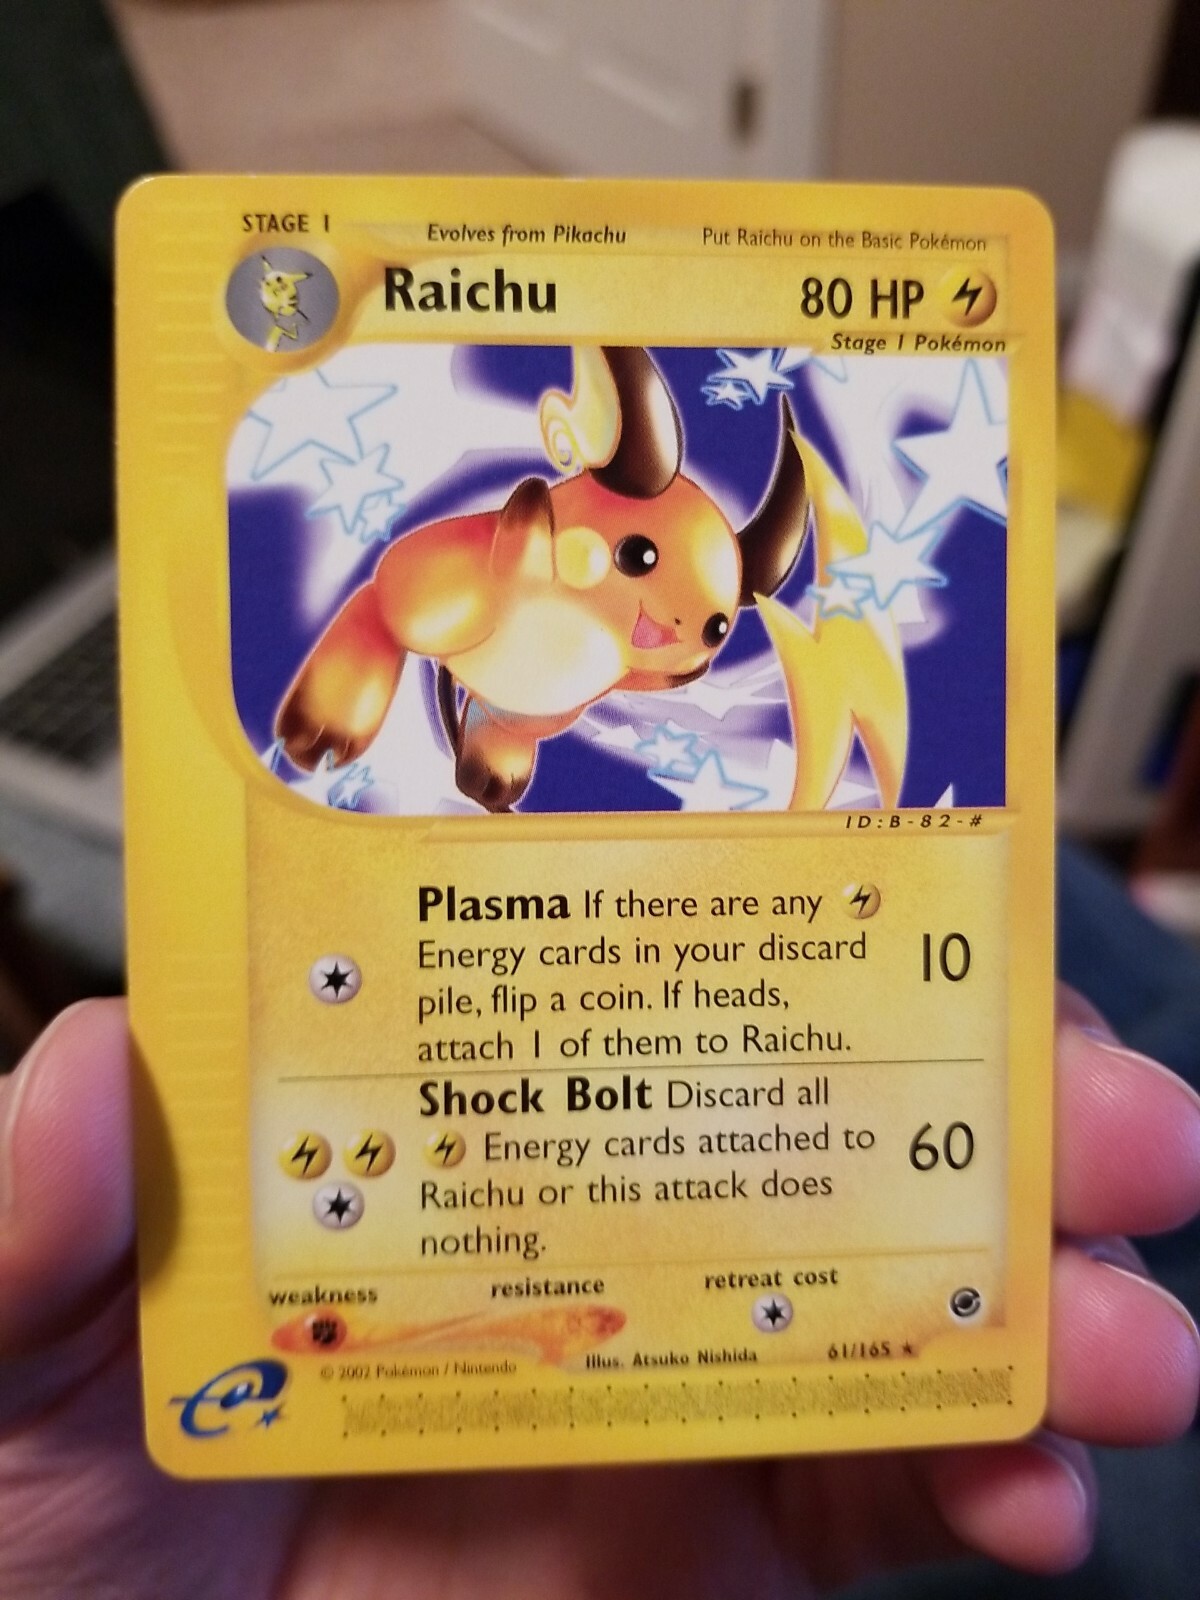 STAGE 1
Evolves from Pikachu
Put Raichu on the Basic Pokémon
Raichu
80 HP
Stage 1 Pokémon
ID:B-82-#
Plasma If there are any
Energy cards in your discard
pile, flip a coin. If heads,
attach 1 of them to Raichu.
10
Shock Bolt Discard all
Energy cards attached to
Raichu or this attack does
nothing.
60
weakness
resistance
retreat cost
© 2002 Pokémon / Nintendo
Illus. Atsuko Nishida
61/165 ★
e